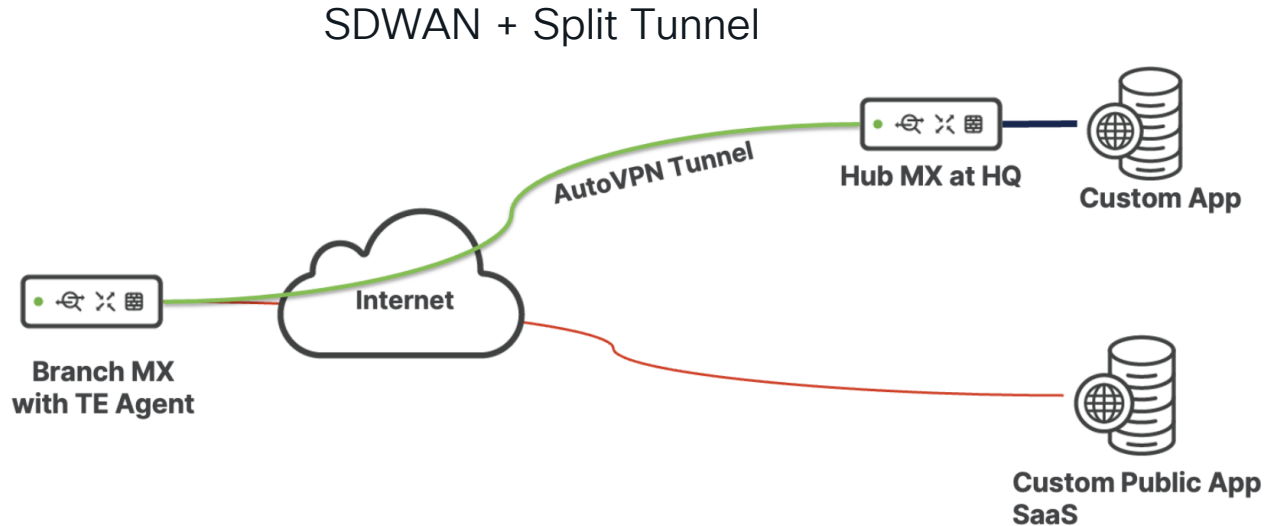 SDWAN + Split Tunnel
AutoVPN Tunnel
Hub MX at HQ
Custom App
Internet
Branch MX
with TE Agent
Custom Public App
SaaS